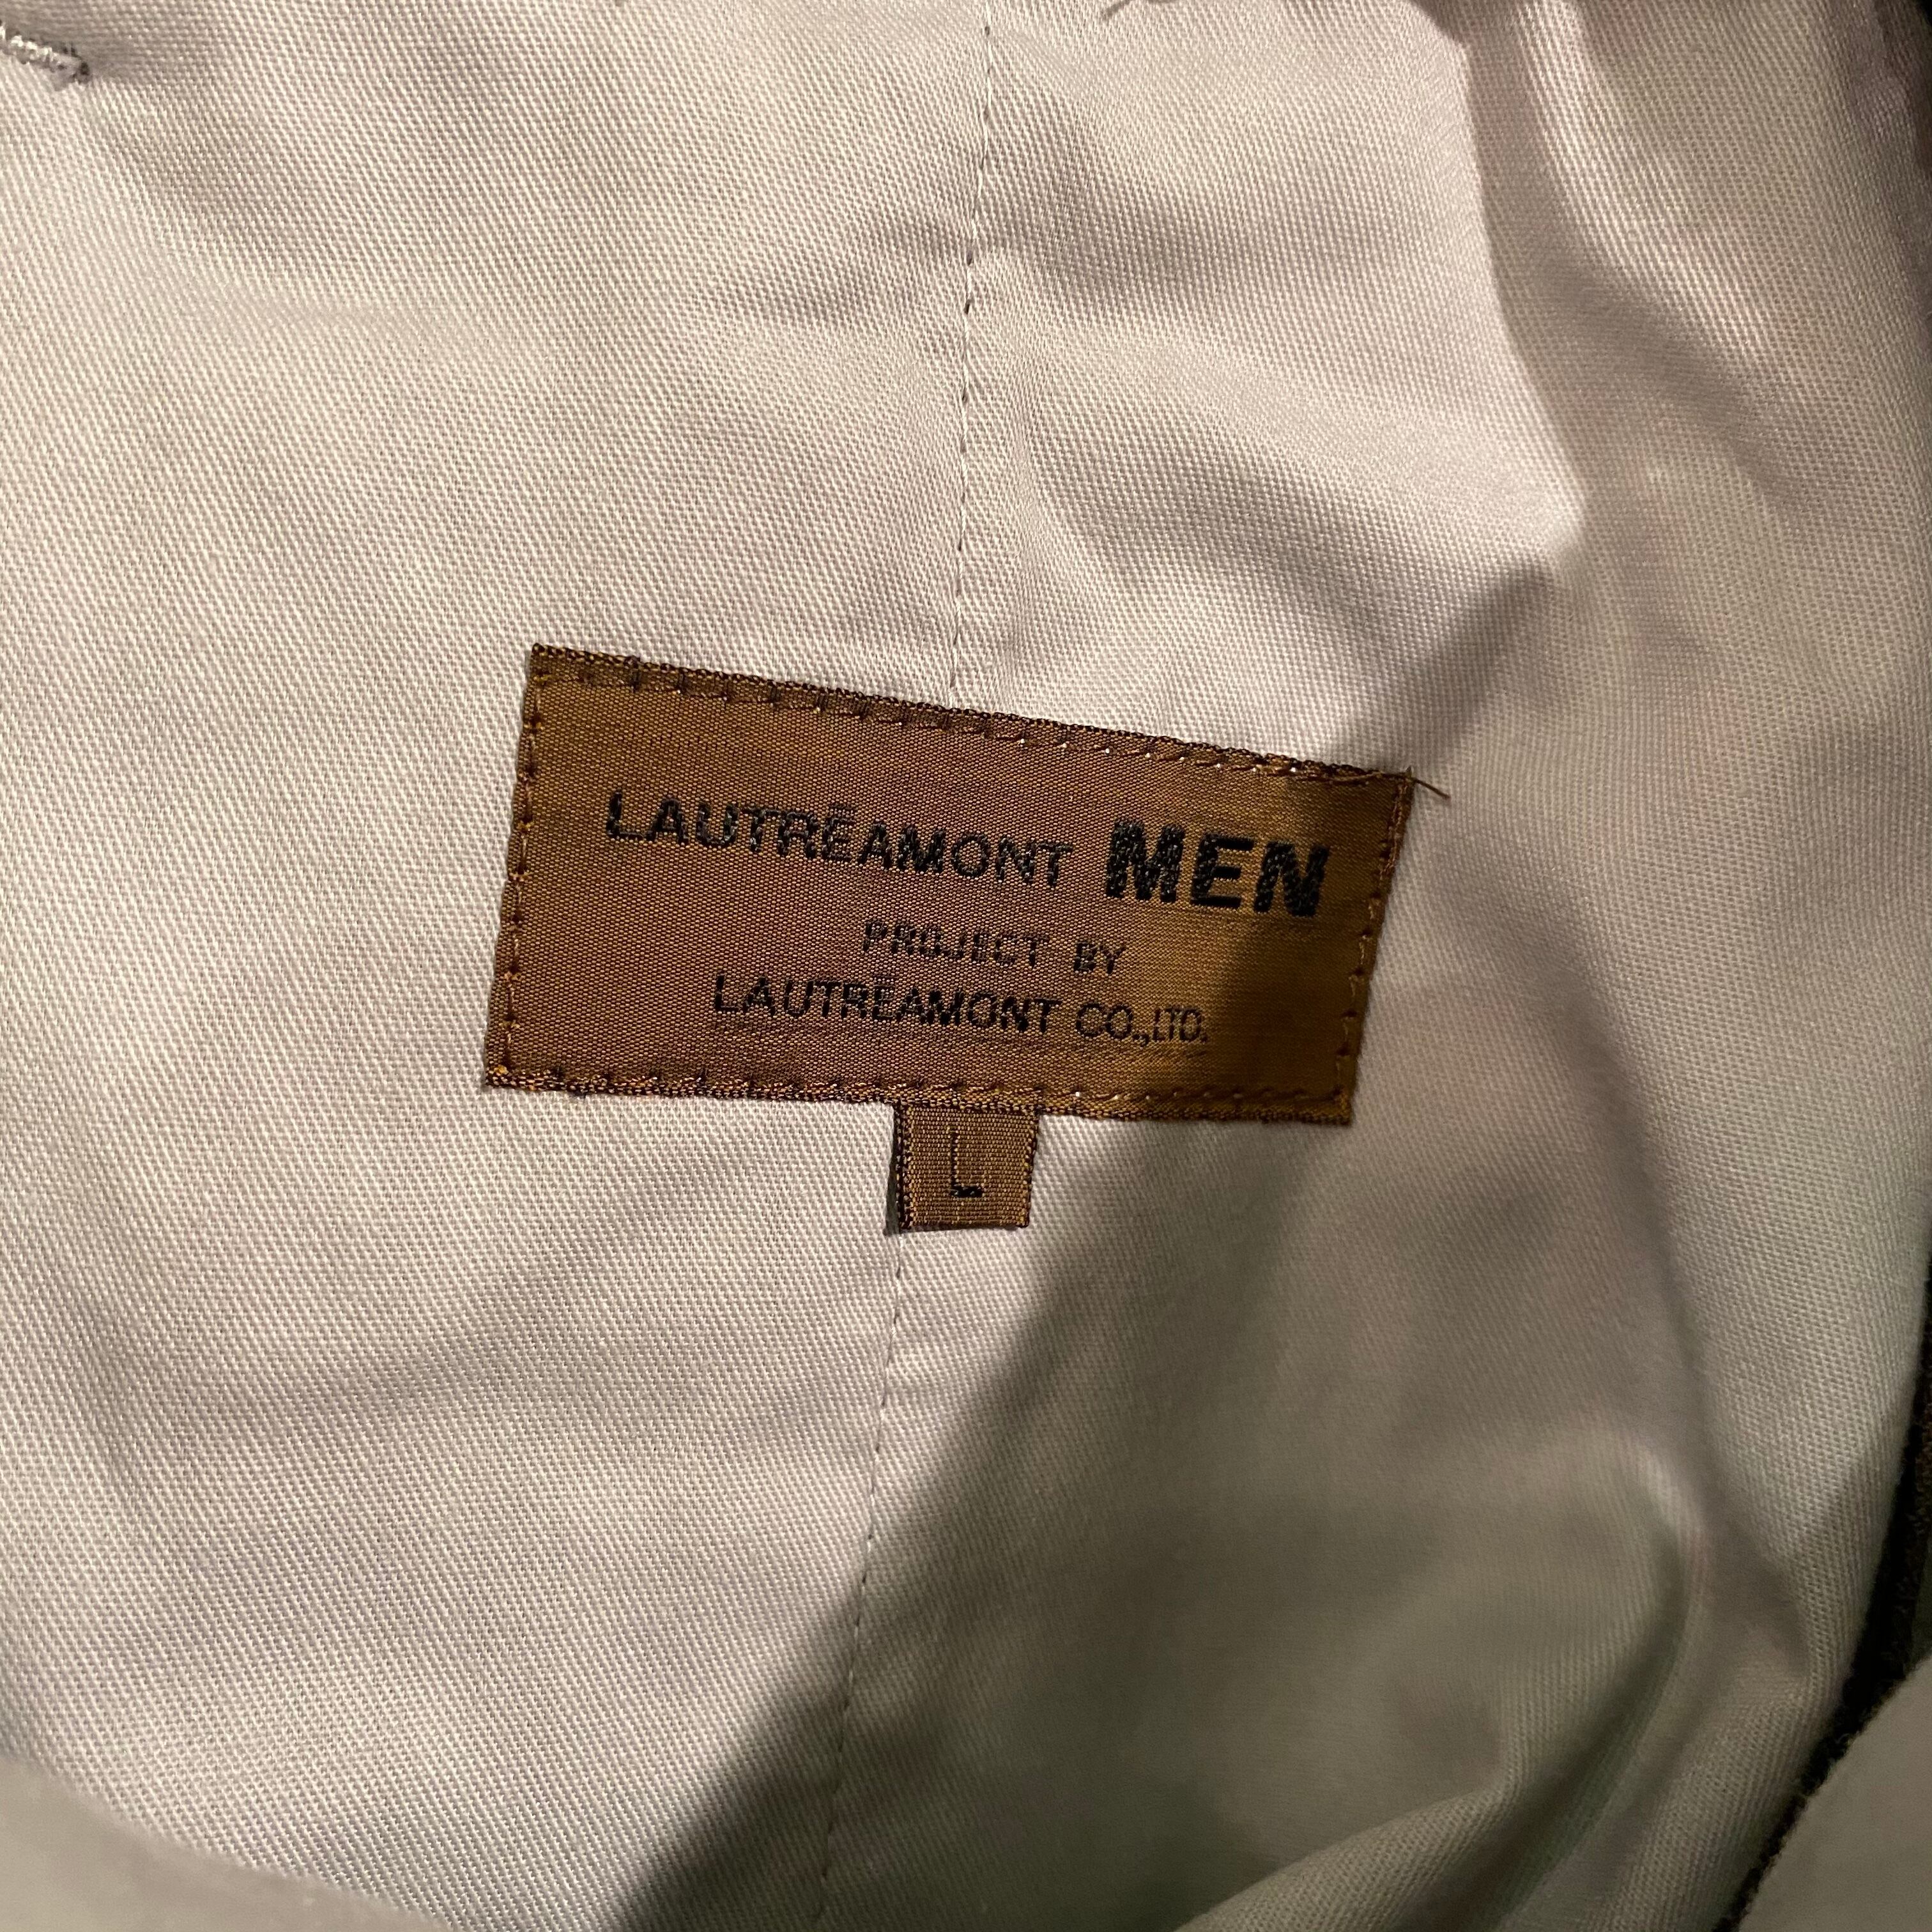 LAUTRĒAMONT MEN
PROJECT BY
LAUTRĒAMONT CO.,LTD.
L